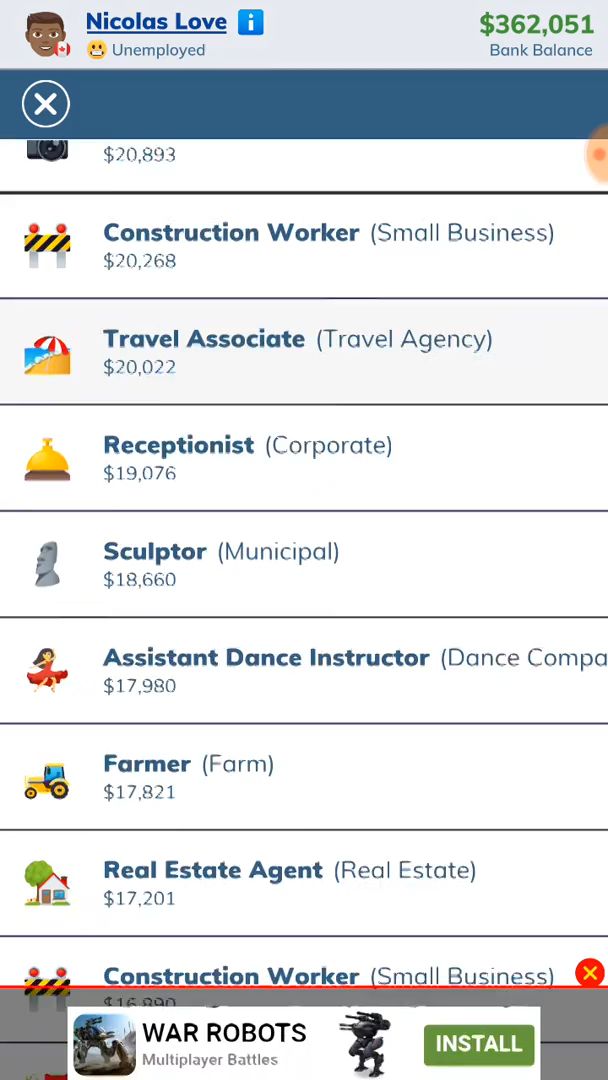 Nicolas Love
$362,051
Unemployed
Bank Balance
$20,893
Construction Worker (Small Business)
$20,268
Travel Associate (Travel Agency)
$20,022
Receptionist (Corporate)
$19,076
Sculptor (Municipal)
$18,660
Assistant Dance Instructor (Dance Compa
$17,980
Farmer (Farm)
$17,821
Real Estate Agent (Real Estate)
$17,201
Construction Worker (Small Business)
$16,890
WAR ROBOTS
Multiplayer Battles
INSTALL